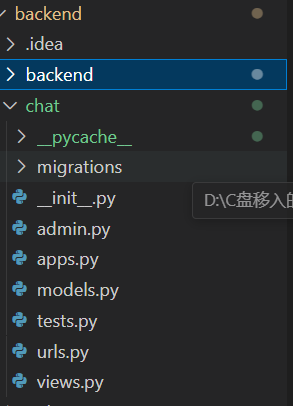 backend
.idea
backend
chat
__pycache__
migrations
__init__.py
D:\C盘移入的
admin.py
apps.py
models.py
tests.py
urls.py
views.py